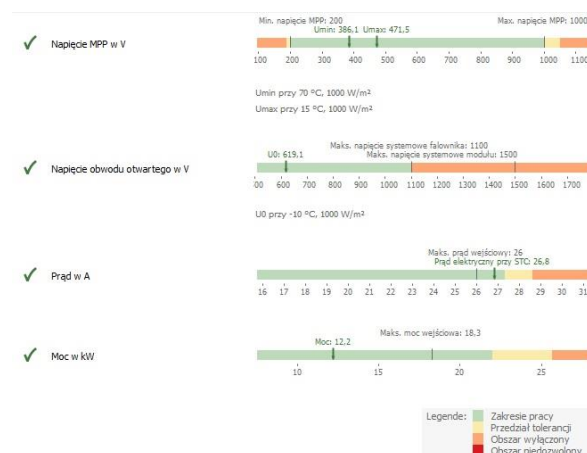 Min. napięcie MPP: 200 Max. napięcie MPP: 1000
Umin: 386,1 Umax: 471,5
Napięcie MPP w V
100 200 300 400 500 600 700 800 900 1000 1100
Umin przy 70 ºC, 1000 W/m²
Umax przy 15 ºC, 1000 W/m²
Maks. napięcie systemowe falownika: 1100
U0: 619,1 Maks. napięcie systemowe modułu: 1500
Napięcie obwodu otwartego w V
00 600 700 800 900 1000 1100 1200 1300 1400 1500 1600 1700
U0 przy -10 ºC, 1000 W/m²
Maks. prąd wejściowy: 26
Prąd elektryczny przy STC: 26,8
Prąd w A
16 17 18 19 20 21 22 23 24 25 26 27 28 29 30 31
Maks. moc wejściowa: 18,3
Moc: 12,2
Moc w kW
10 15 20 25
Legende: Zakresie pracy
Przedział tolerancji
Obszar wyłączony
Obszar niedozwolony